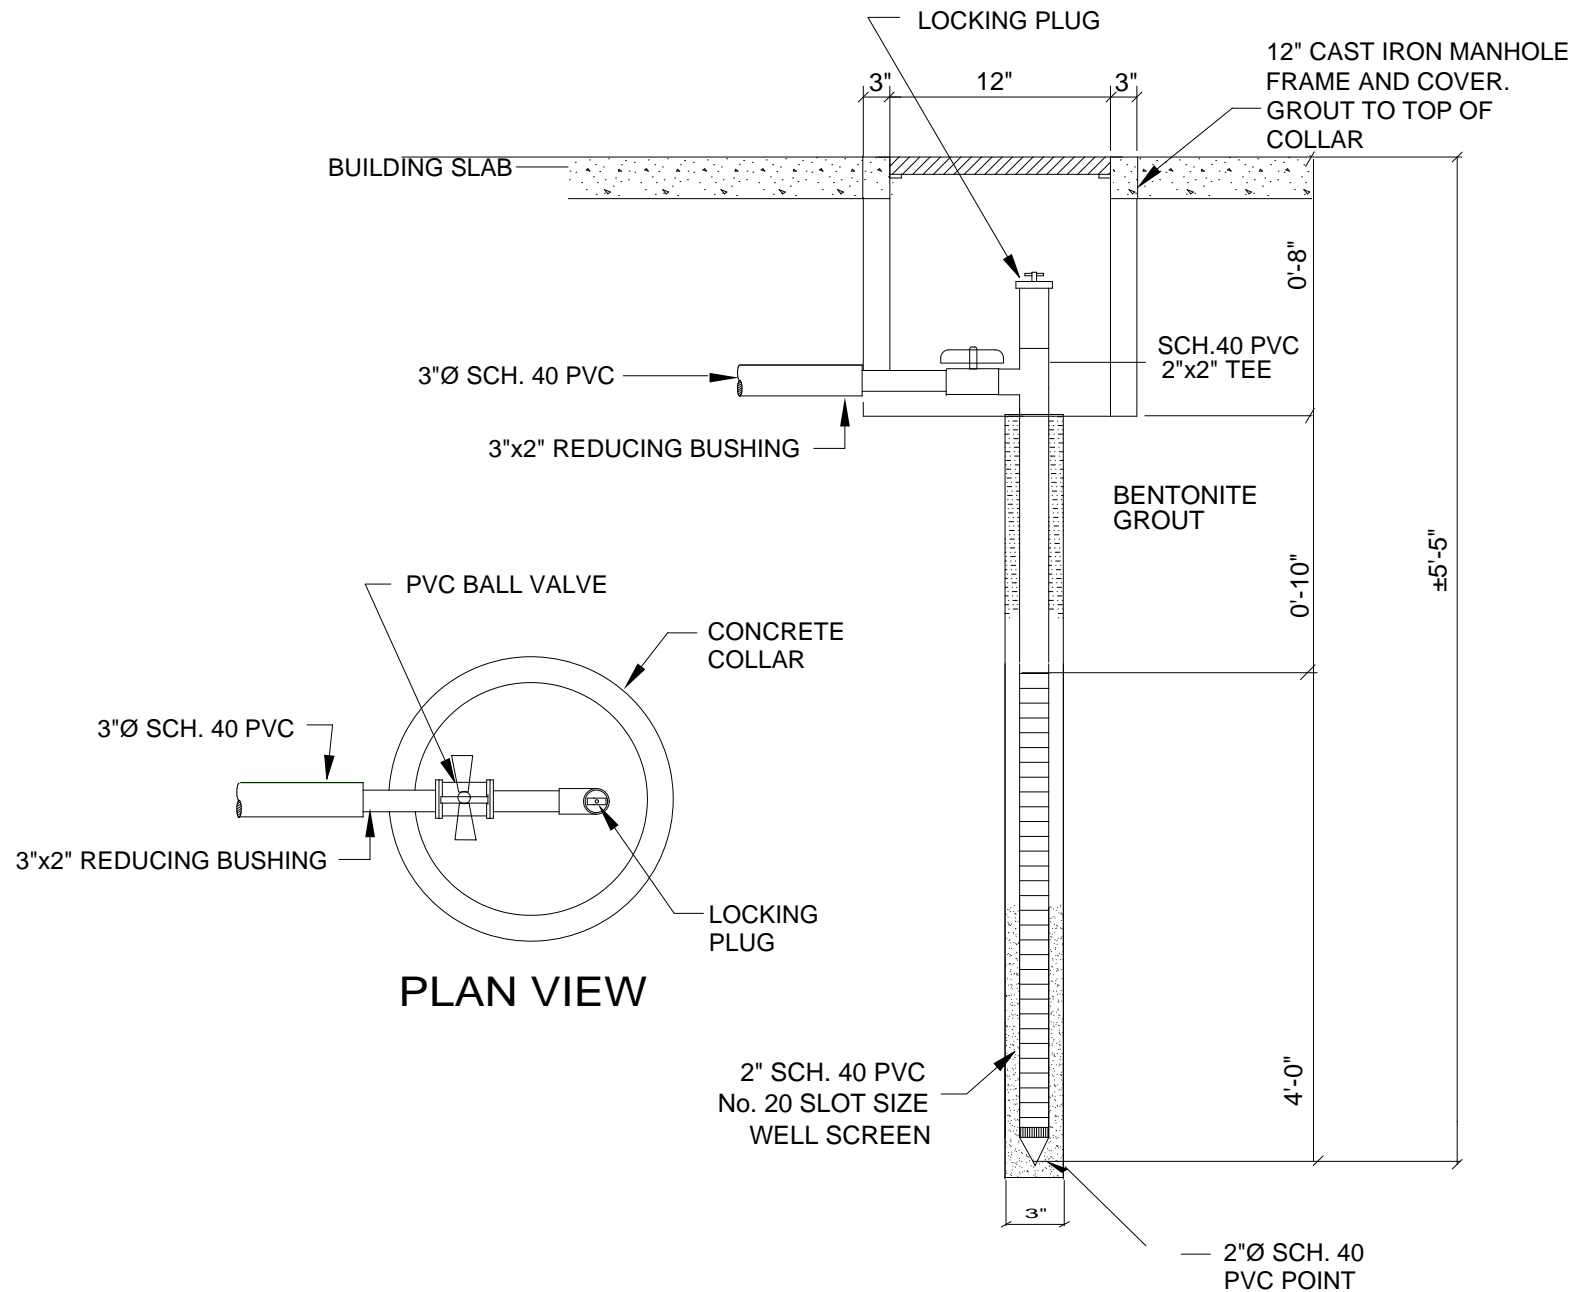 LOCKING PLUG
12" CAST IRON MANHOLE
FRAME AND COVER.
GROUT TO TOP OF
COLLAR
3"
12"
3"
BUILDING SLAB
0'-8"
SCH.40 PVC
2"x2" TEE
3"Ø SCH. 40 PVC
3"x2" REDUCING BUSHING
BENTONITE
GROUT
0'-10"
±5'-5"
PVC BALL VALVE
CONCRETE
COLLAR
3"Ø SCH. 40 PVC
3"x2" REDUCING BUSHING
LOCKING
PLUG
PLAN VIEW
2" SCH. 40 PVC
No. 20 SLOT SIZE
WELL SCREEN
4'-0"
3"
2"Ø SCH. 40
PVC POINT